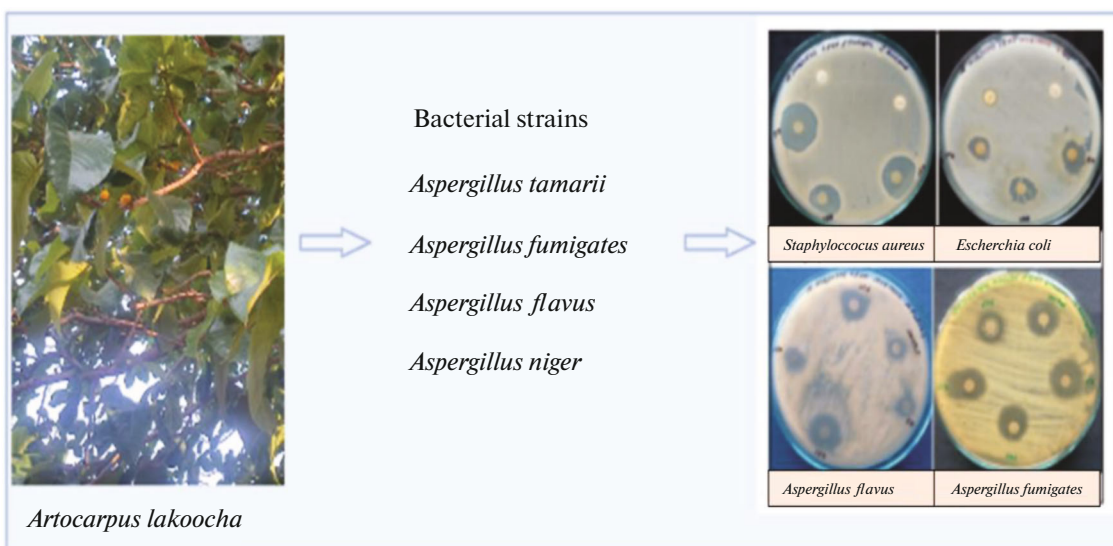 Bacterial strains
Aspergillus tamarii
Aspergillus fumigates
Aspergillus flavus
Aspergillus niger
Artocarpus lakoocha
Staphyloccocus aureus
Escherchia coli
Aspergillus flavus
Aspergillus fumigates